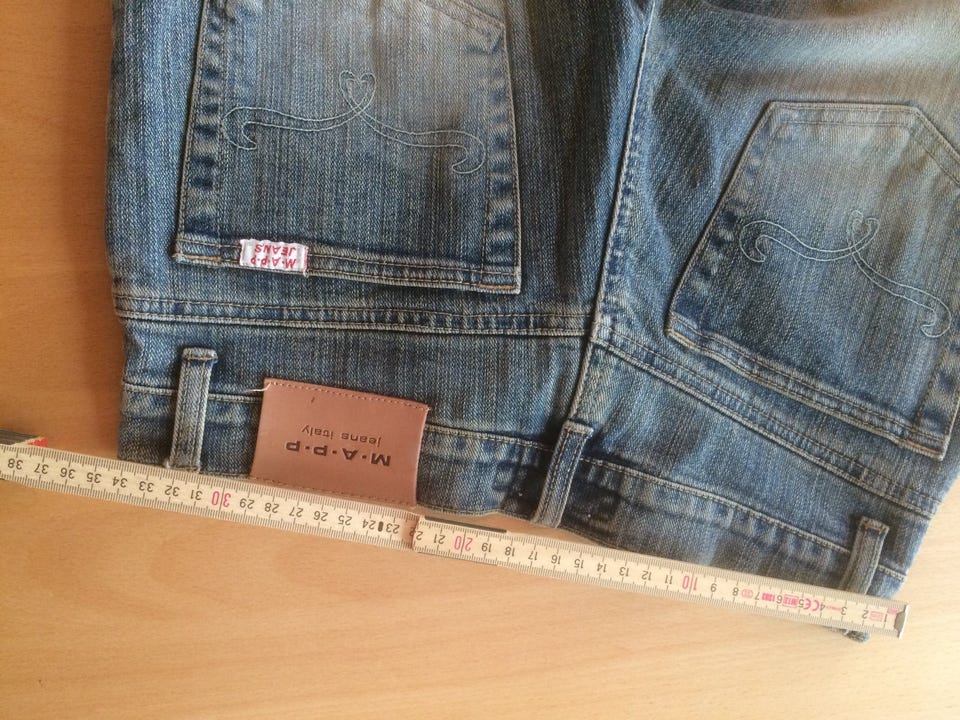 M·A·P·P
JEANS
M·A·P·P
jeans italy
1 2 3 4 5 6 7 8 9 10 11 12 13 14 15 16 17 18 19 20 21 22 23 24 25 26 27 28 29 30 31 32 33 34 35 36 37 38